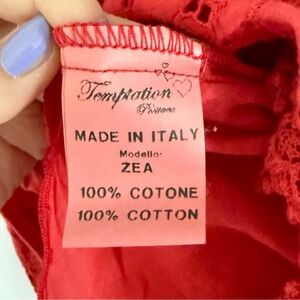 Temptation
Positano
MADE IN ITALY
Modello:
ZEA
100% COTONE
100% COTTON